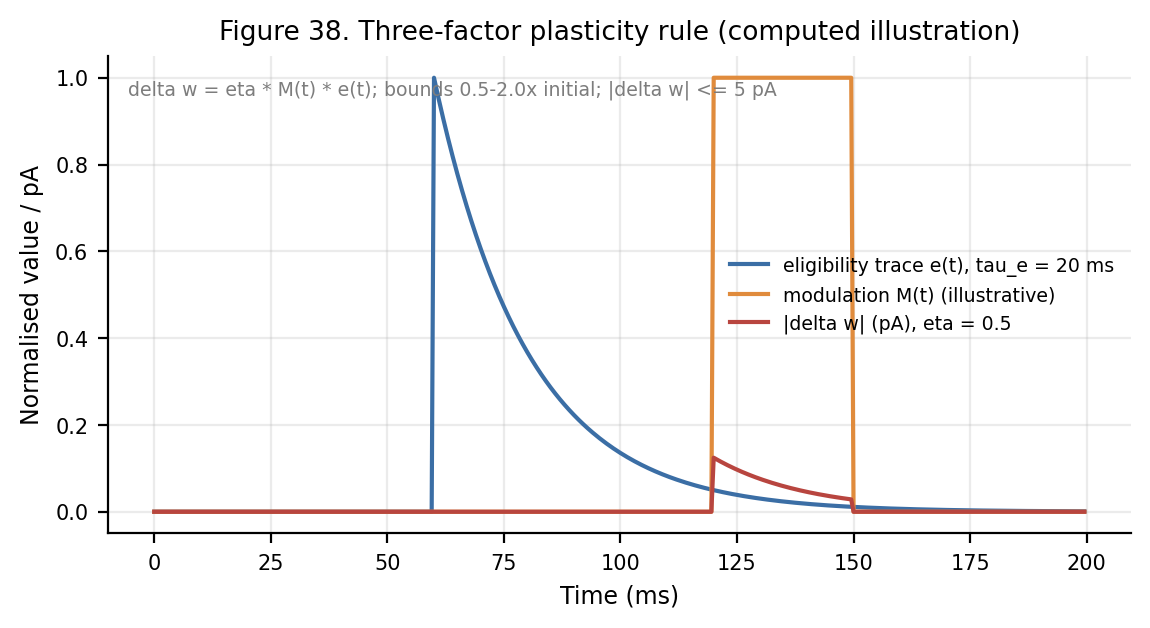 Figure 38. Three-factor plasticity rule (computed illustration)
delta w = eta * M(t) * e(t); bounds 0.5-2.0x initial; |delta w| <= 5 pA
Normalised value / pA
1.0
0.8
0.6
0.4
0.2
0.0
eligibility trace e(t), tau_e = 20 ms
modulation M(t) (illustrative)
|delta w| (pA), eta = 0.5
0 25 50 75 100 125 150 175 200
Time (ms)